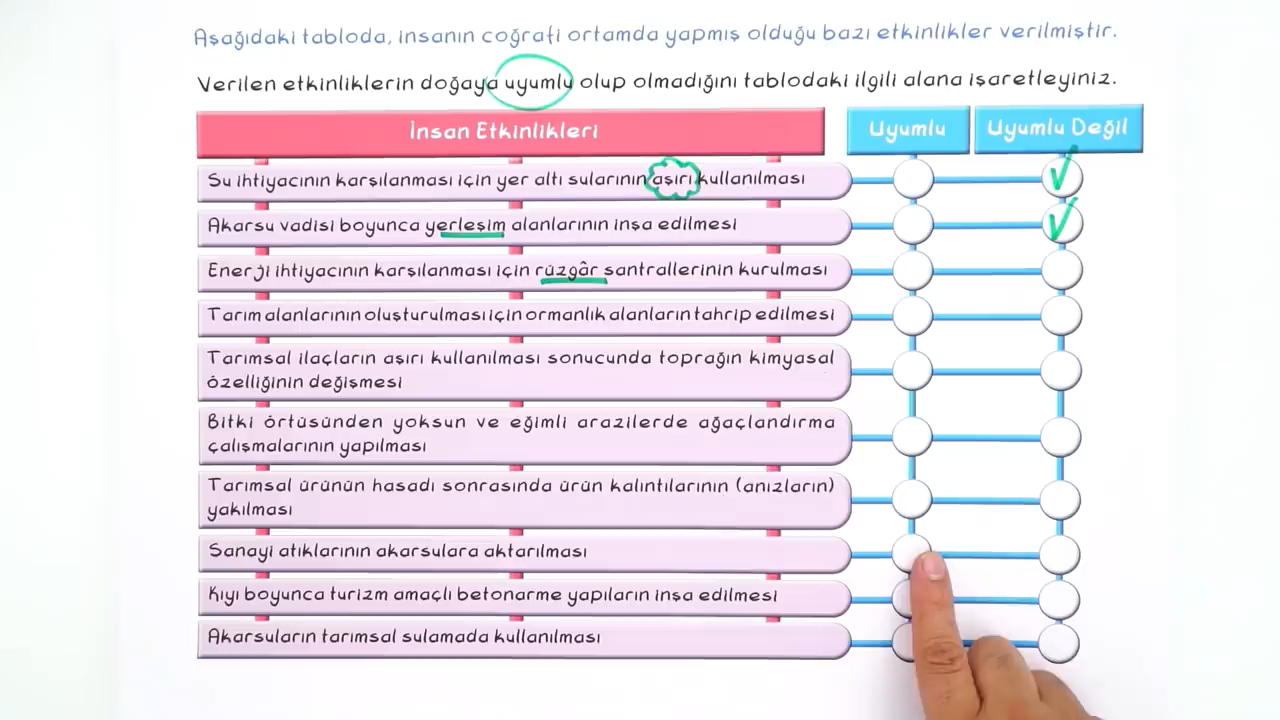 Aşağıdaki tabloda, insanın coğrafi ortamda yapmış olduğu bazı etkinlikler verilmiştir.
Verilen etkinliklerin doğaya uyumlu olup olmadığını tablodaki ilgili alana işaretleyiniz.
İnsan Etkinlikleri
Uyumlu
Uyumlu Değil
Su ihtiyacının karşılanması için yer altı sularının aşırı kullanılması
Akarsu vadisi boyunca yerleşim alanlarının inşa edilmesi
Enerji ihtiyacının karşılanması için rüzgâr santrallerinin kurulması
Tarım alanlarının oluşturulması için ormanlık alanların tahrip edilmesi
Tarımsal ilaçların aşırı kullanılması sonucunda toprağın kimyasal
özelliğinin değişmesi
Bitki örtüsünden yoksun ve eğimli arazilerde ağaçlandırma
çalışmalarının yapılması
Tarımsal ürünün hasadı sonrasında ürün kalıntılarının (anızların)
yakılması
Sanayi atıklarının akarsulara aktarılması
Kıyı boyunca turizm amaçlı betonarme yapıların inşa edilmesi
Akarsuların tarımsal sulamada kullanılması